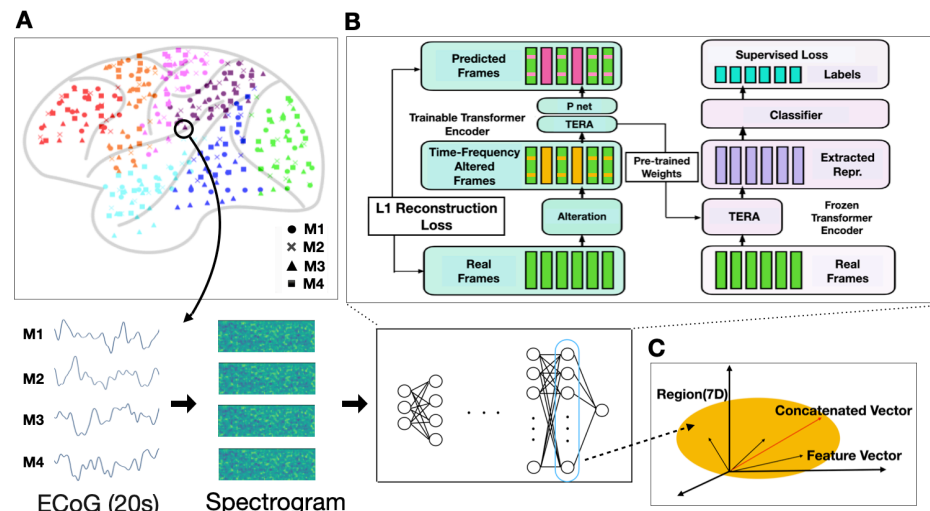 A
M1
M2
M3
M4
M1
M2
M3
M4
ECoG (20s)
Spectrogram
B
Predicted
Frames
P net
Trainable Transformer
Encoder
TERA
Time-Frequency
Altered
Frames
Pre-trained
Weights
L1 Reconstruction
Loss
Alteration
Real
Frames
Supervised Loss
Labels
Classifier
Extracted
Repr.
TERA
Frozen
Transformer
Encoder
Real
Frames
C
Region(7D)
Concatenated Vector
Feature Vector